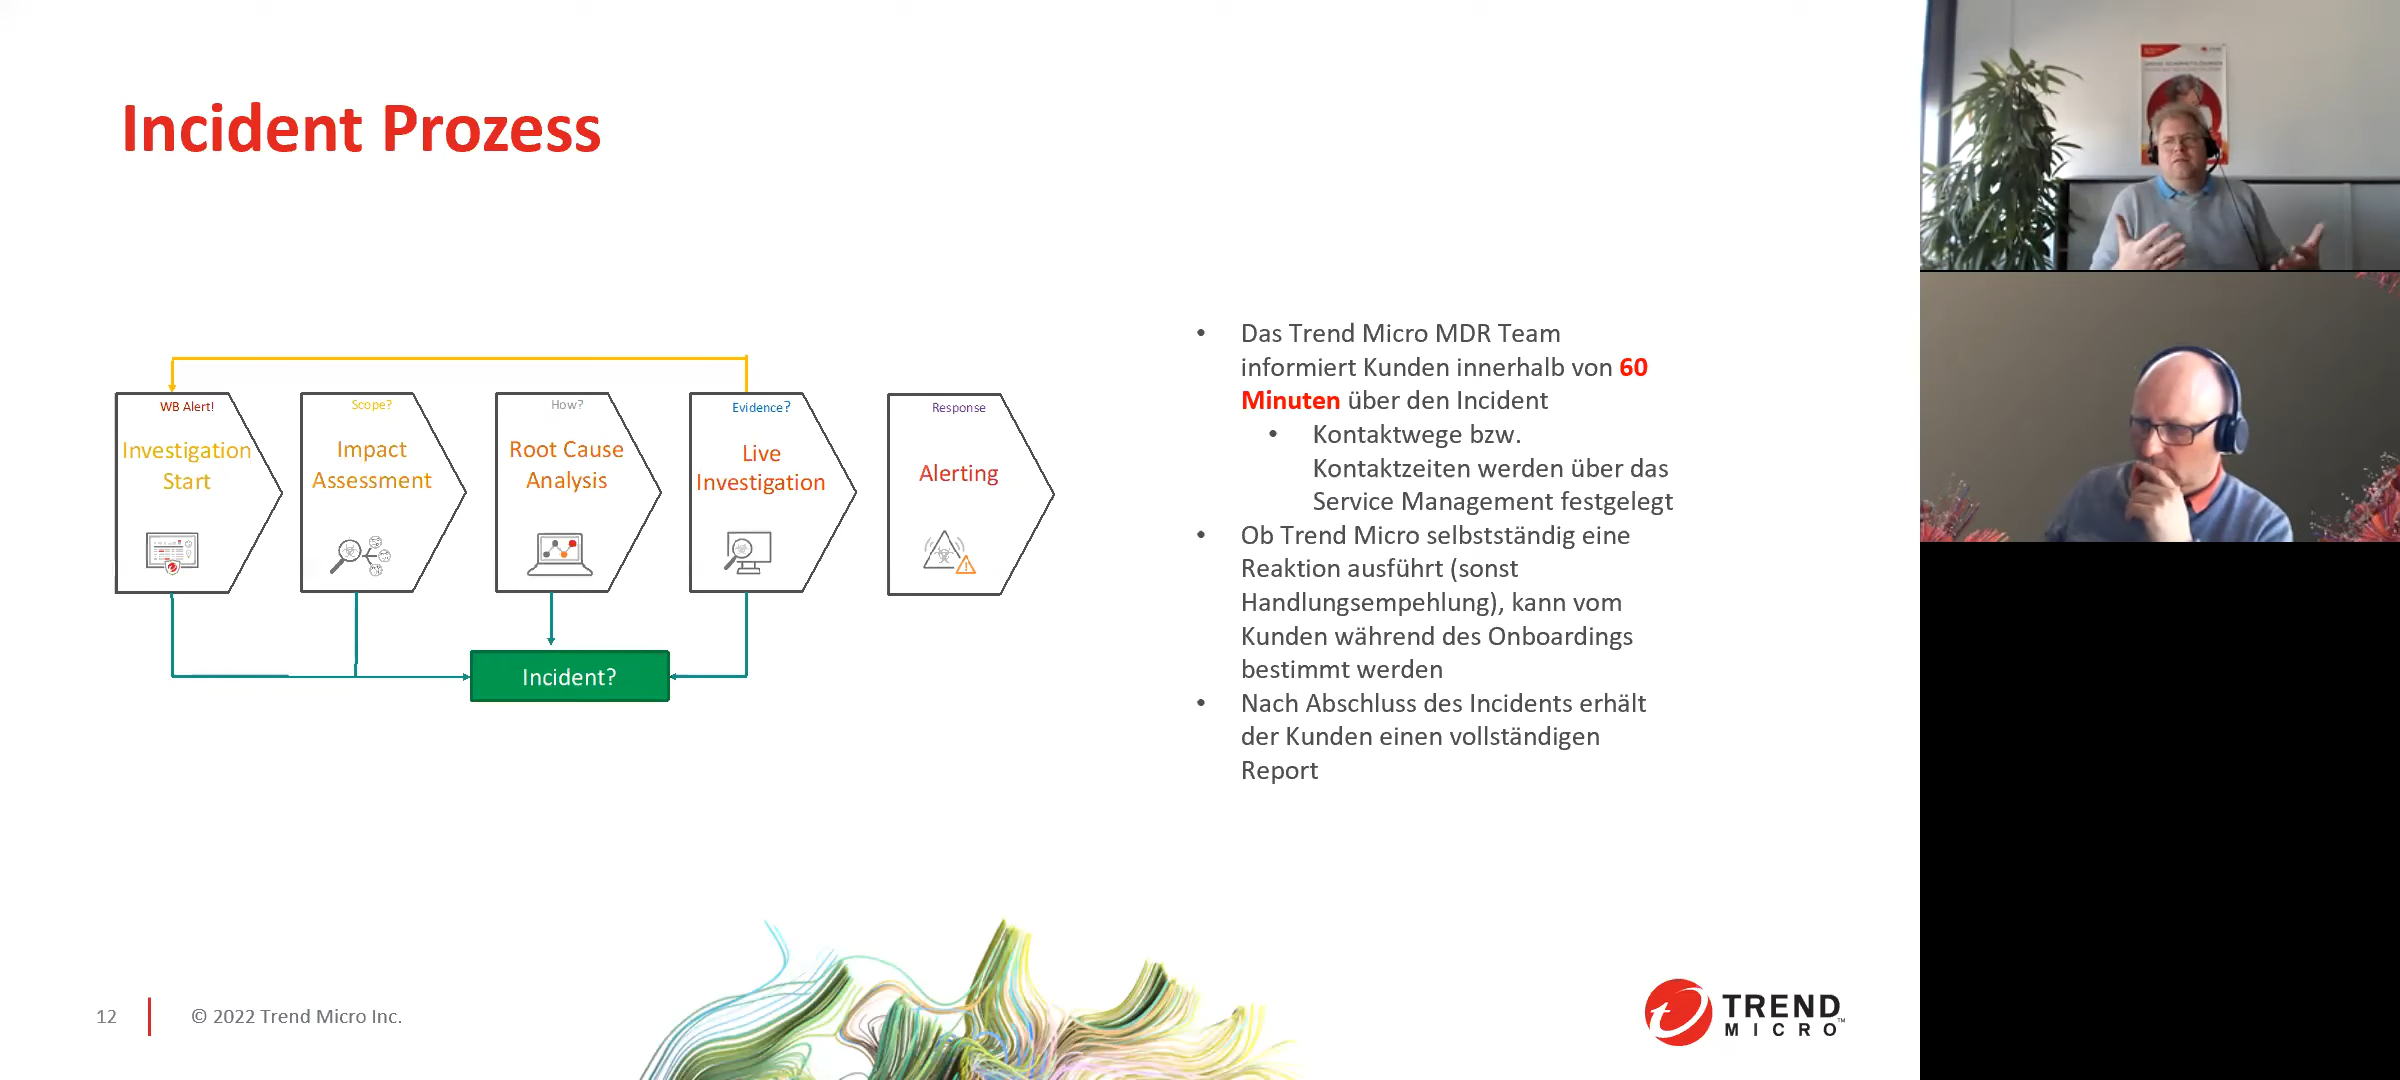 Incident Prozess
WB Alert!
Investigation
Start
Scope?
Impact
Assessment
How?
Root Cause
Analysis
Evidence?
Live
Investigation
Response
Alerting
Incident?
• Das Trend Micro MDR Team
informiert Kunden innerhalb von 60
Minuten über den Incident
• Kontaktwege bzw.
Kontaktzeiten werden über das
Service Management festgelegt
• Ob Trend Micro selbstständig eine
Reaktion ausführt (sonst
Handlungsempehlung), kann vom
Kunden während des Onboardings
bestimmt werden
• Nach Abschluss des Incidents erhält
der Kunden einen vollständigen
Report
12
© 2022 Trend Micro Inc.
TREND
MICRO™